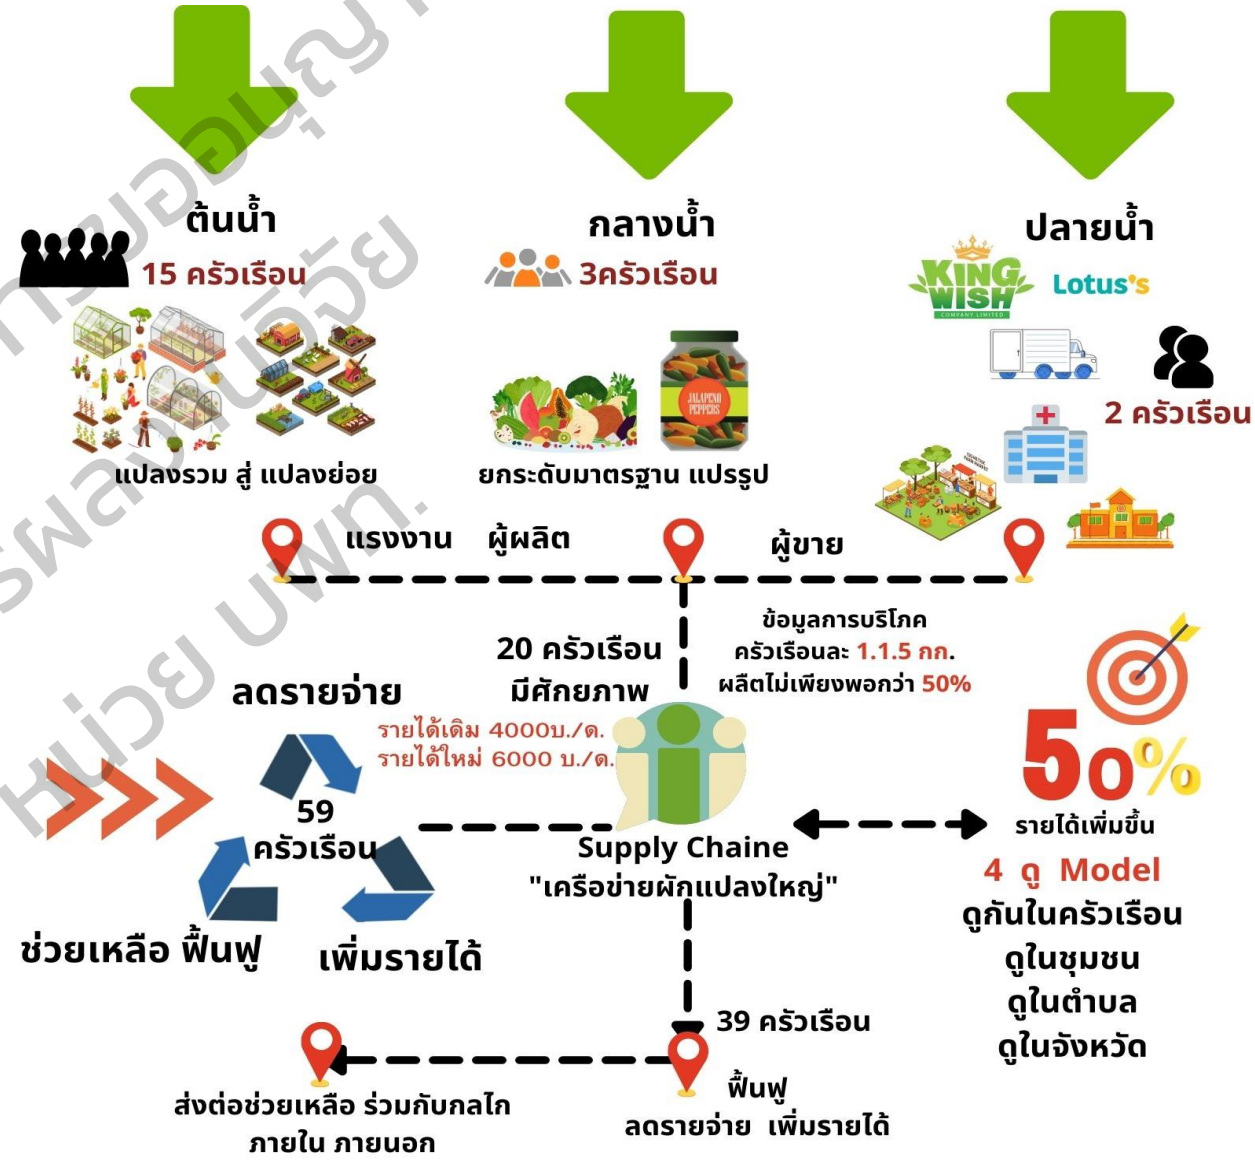 ต้นน้ำ
15 ครัวเรือน
แปลงรวม สู่ แปลงย่อย
กลางน้ำ
3ครัวเรือน
JALAPENO
PEPPERS
ยกระดับมาตรฐาน แปรรูป
ปลายน้ำ
KING
WISH
COMPANY LIMITED
Lotus's
2 ครัวเรือน
แรงงาน ผู้ผลิต
ผู้ขาย
20 ครัวเรือน
มีศักยภาพ
ข้อมูลการบริโภค
ครัวเรือนละ 1.1.5 กก.
ผลิตไม่เพียงพอกว่า 50%
ลดรายจ่าย
รายได้เดิม 4000บ./ด.
รายได้ใหม่ 6000 บ./ด.
59
ครัวเรือน
ช่วยเหลือ ฟื้นฟู
เพิ่มรายได้
Supply Chaine
"เครือข่ายผักแปลงใหญ่"
50%
รายได้เพิ่มขึ้น
4 ดู Model
ดูกันในครัวเรือน
ดูในชุมชน
ดูในตำบล
ดูในจังหวัด
39 ครัวเรือน
ฟื้นฟู
ลดรายจ่าย เพิ่มรายได้
ส่งต่อช่วยเหลือ ร่วมกับกลไก
ภายใน ภายนอก
หน่วย บพท.